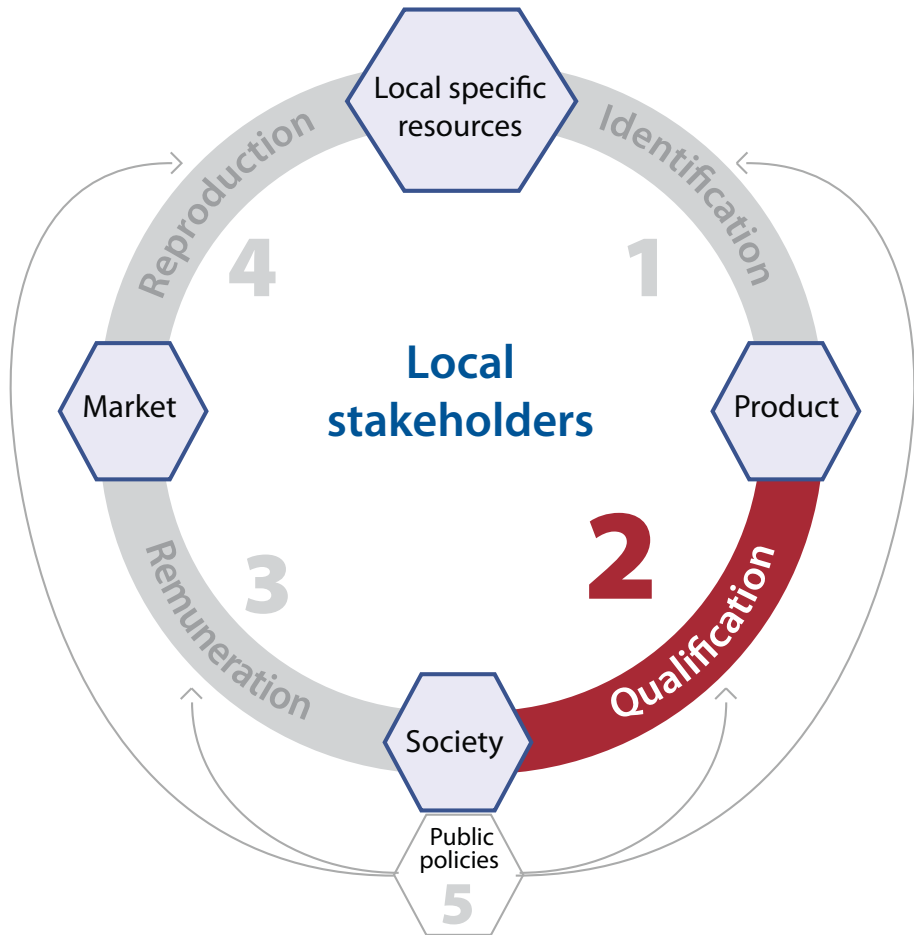 Local specific
resources
Reproduction
Identification
4
1
Local
stakeholders
Market
Product
2
3
Remuneration
Qualification
Society
Public
policies
5